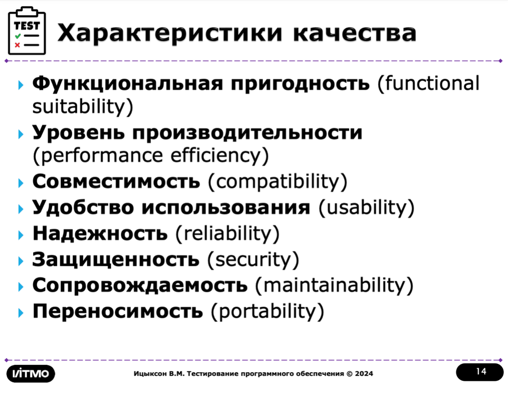 TEST
Характеристики качества
Функциональная пригодность (functional
suitability)
Уровень производительности
(performance efficiency)
Совместимость (compatibility)
Удобство использования (usability)
Надежность (reliability)
Защищенность (security)
Сопровождаемость (maintainability)
Переносимость (portability)
ИТМО
Ицыксон В.М. Тестирование программного обеспечения © 2024
14